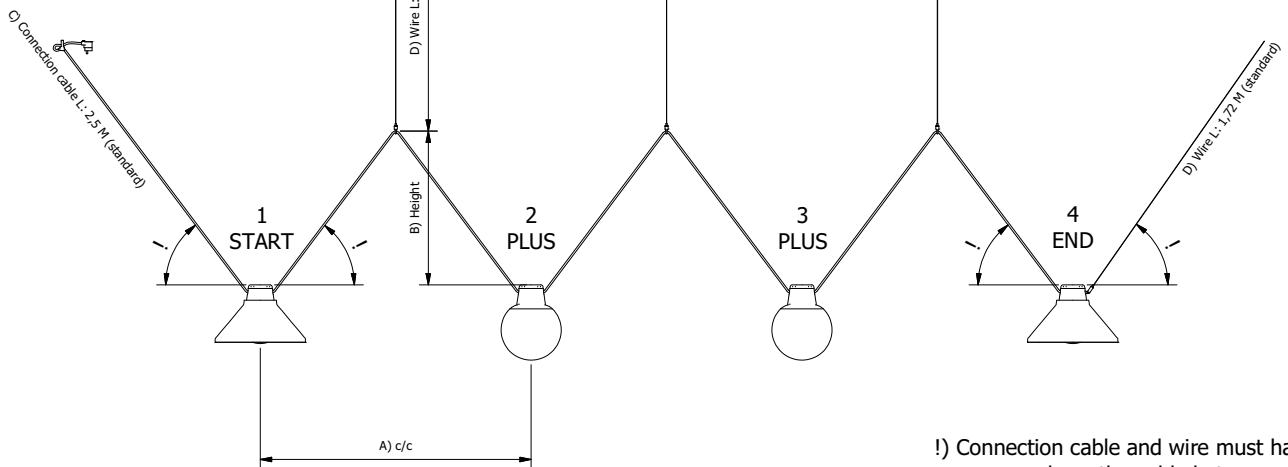 C) Connection cable L: 2,5 M (standard)
D) Wire L:
D) Wire L: 1,72 M (standard)
B) Height
1
START
2
PLUS
3
PLUS
4
END
!
!
!
!
A) c/c
!) Connection cable and wire must